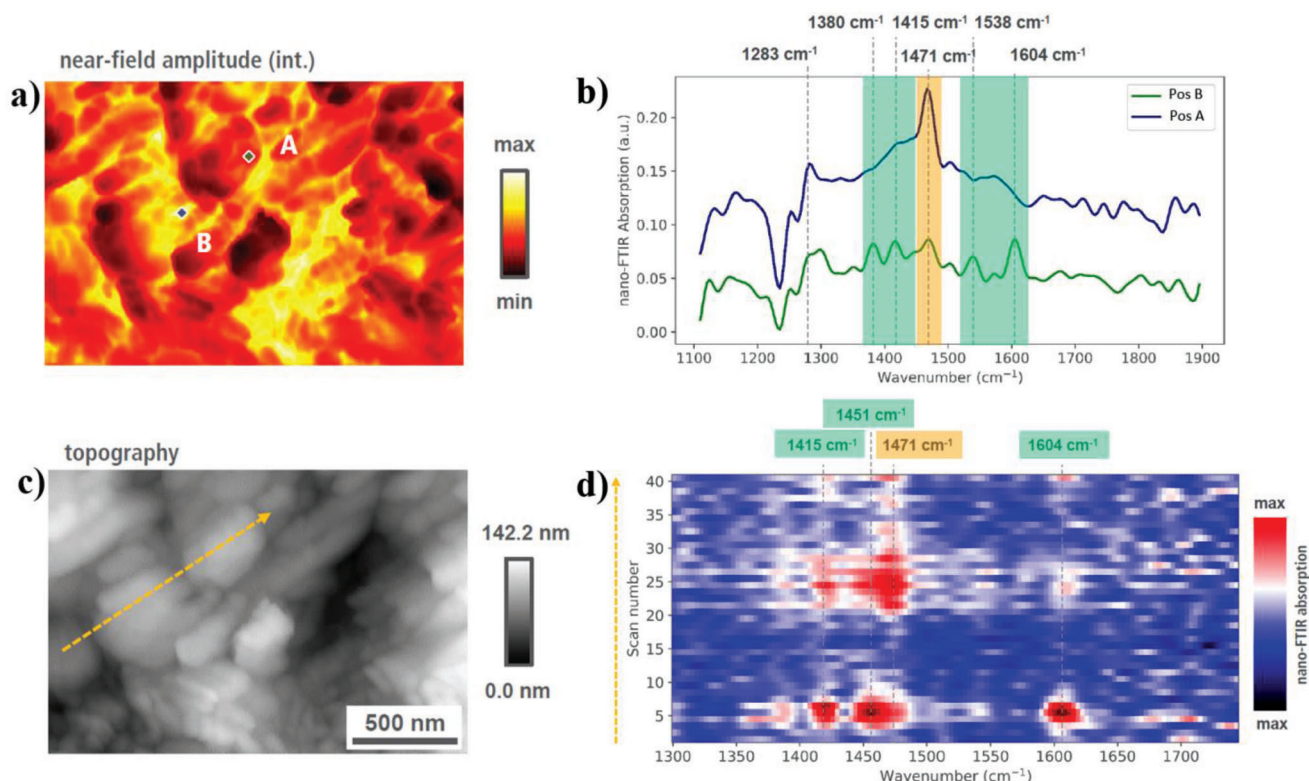 near-field amplitude (int.)
a)
A
B
max
min
b)
1380 cm⁻¹ 1415 cm⁻¹ 1538 cm⁻¹
1283 cm⁻¹ 1471 cm⁻¹ 1604 cm⁻¹
Pos B
Pos A
nano-FTIR Absorption (a.u.)
0.20
0.15
0.10
0.05
0.00
1100 1200 1300 1400 1500 1600 1700 1800 1900
Wavenumber (cm⁻¹)
topography
c)
142.2 nm
0.0 nm
500 nm
d)
1451 cm⁻¹
1415 cm⁻¹ 1471 cm⁻¹ 1604 cm⁻¹
Scan number
40
35
30
25
20
15
10
5
1300 1400 1500 1600 1700
Wavenumber (cm⁻¹)
max
nano-FTIR absorption
max